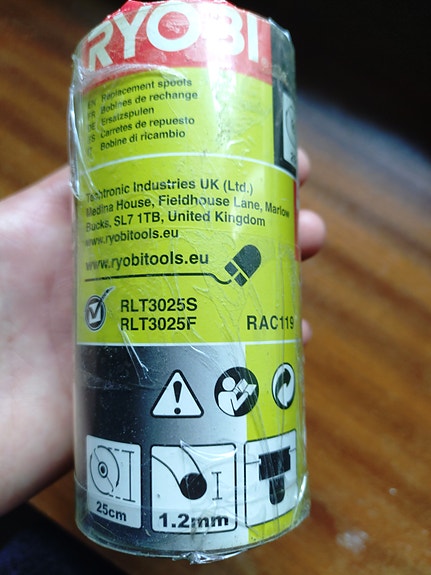 RYOBI
EN Replacement spools
FR Bobines de rechange
DE Ersatzspulen
ES Carretes de repuesto
Bobine di ricambio
Techtronic Industries UK (Ltd.)
Medina House, Fieldhouse Lane, Marlow
Bucks, SL7 1TB, United Kingdom
www.ryobitools.eu
www.ryobitools.eu
RLT3025S
RLT3025F
RAC119
25cm
1.2mm